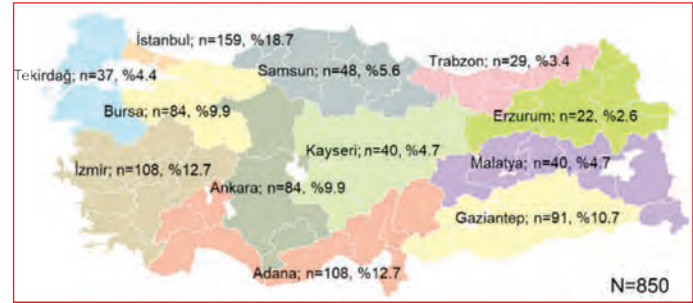 İstanbul; n=159, %18.7
Trabzon; n=29, %3.4
Tekirdağ; n=37, %4.4
Samsun; n=48, %5.6
Bursa; n=84, %9.9
Erzurum; n=22, %2.6
Kayseri; n=40, %4.7
Malatya; n=40, %4.7
İzmir; n=108, %12.7
Ankara; n=84, %9.9
Gaziantep; n=91, %10.7
Adana; n=108, %12.7
N=850